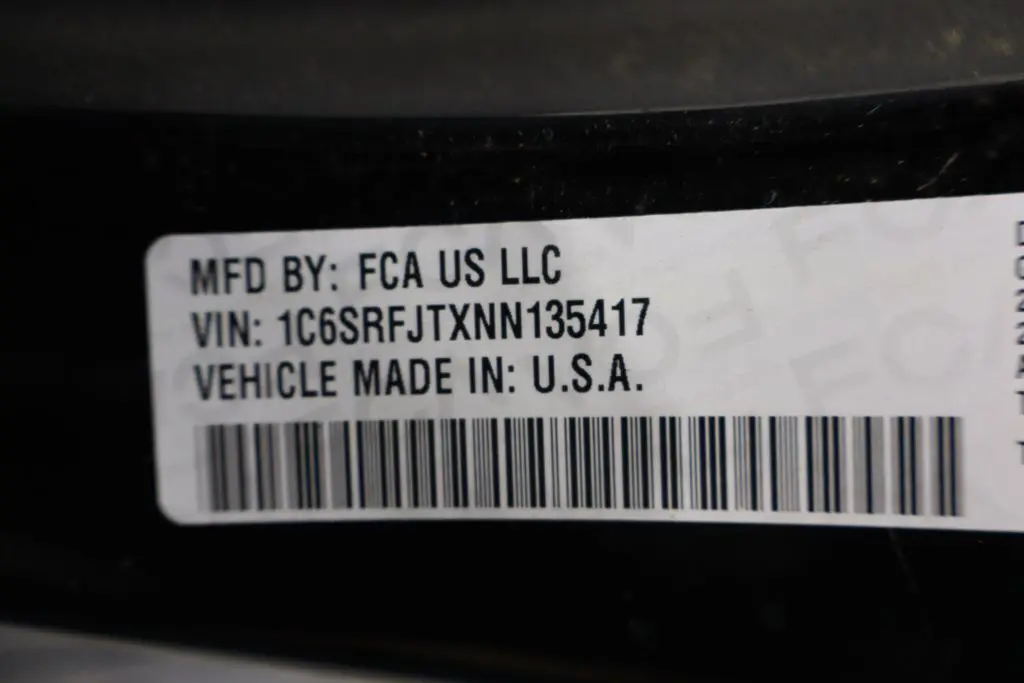 MFD BY: FCA US LLC
VIN: 1C6SRFJTXNN135417
VEHICLE MADE IN: U.S.A.